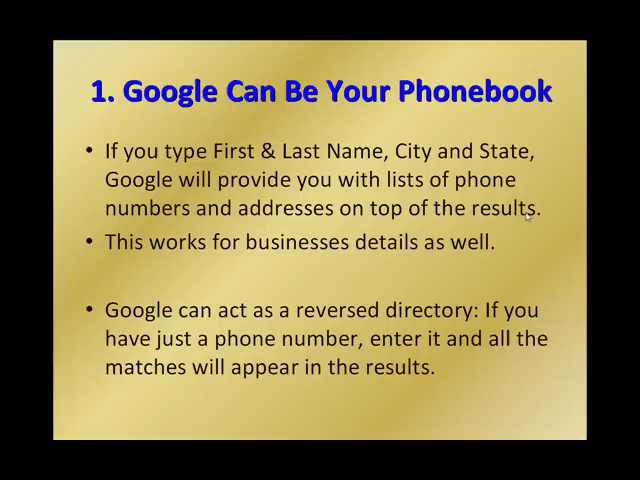 1. Google Can Be Your Phonebook
• If you type First & Last Name, City and State,
Google will provide you with lists of phone
numbers and addresses on top of the results.
• This works for businesses details as well.
• Google can act as a reversed directory: If you
have just a phone number, enter it and all the
matches will appear in the results.